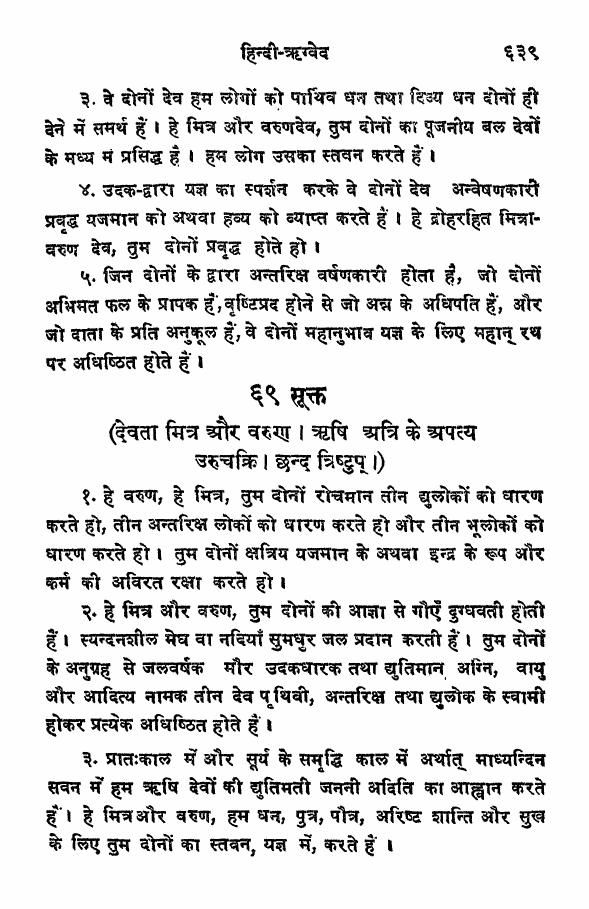 हिन्दी-ऋग्वेद ६३९
३. वे दोनों देव हम लोगों को पार्थिव धन तथा दिव्य धन दोनों ही
देने में समर्थ हैं । हे मित्र और वरुणदेव, तुम दोनों का पूजनीय बल देवों
के मध्य में प्रसिद्ध है । हम लोग उसका स्तवन करते हैं ।
४. उदक-द्वारा यज्ञ का स्पर्शन करके वे दोनों देव अन्वेषणकारी
प्रवृद्ध यजमान को अथवा हव्य को व्याप्त करते हैं । हे द्रोहरहित मित्रा-
वरुण देव, तुम दोनों प्रवृद्ध होते हो ।
५. जिन दोनों के द्वारा अन्तरिक्ष वर्षणकारी होता है, जो दोनों
अभिमत फल के प्रापक हैं, वृष्टिप्रद होने से जो अन्न के अधिपति हैं, और
जो दाता के प्रति अनुकूल हैं, वे दोनों महानुभाव यज्ञ के लिए महान् रथ
पर अधिष्ठित होते हैं ।
६९ सूक्त
(देवता मित्र और वरुण । ऋषि अत्रि के अपत्य
उरुचक्रि । छन्द त्रिष्टुप् ।)
१. हे वरुण, हे मित्र, तुम दोनों रोचमान तीन द्युलोकों को धारण
करते हो, तीन अन्तरिक्ष लोकों को धारण करते हो और तीन भूलोकों को
धारण करते हो । तुम दोनों क्षत्रिय यजमान के अथवा इन्द्र के रूप और
कर्म की अविरत रक्षा करते हो ।
२. हे मित्र और वरुण, तुम दोनों की आज्ञा से गौएँ दुग्धवती होती
हैं । स्यन्दनशील मेघ वा नदियाँ सुमधुर जल प्रदान करती हैं । तुम दोनों
के अनुग्रह से जलवर्षक मौर उदकधारक तथा द्युतिमान् अग्नि, वायु
और आदित्य नामक तीन देव पृथिवी, अन्तरिक्ष तथा द्युलोक के स्वामी
होकर प्रत्येक अधिष्ठित होते हैं ।
३. प्रातःकाल में और सूर्य के समृद्धि काल में अर्थात् माध्यन्दिन
सवन में हम ऋषि देवों की द्युतिमती जननी अदिति का आह्वान करते
हैं । हे मित्र और वरुण, हम धन, पुत्र, पौत्र, अरिष्ट शान्ति और सुख
के लिए तुम दोनों का स्तवन, यज्ञ में, करते हैं ।